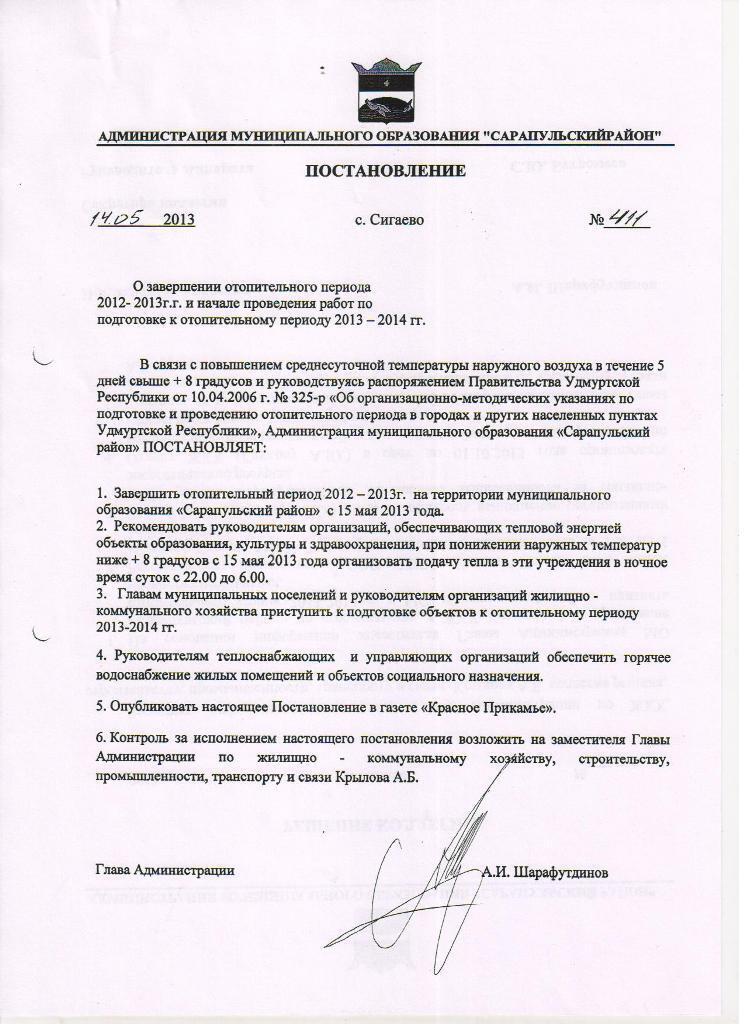 АДМИНИСТРАЦИЯ МУНИЦИПАЛЬНОГО ОБРАЗОВАНИЯ "САРАПУЛЬСКИЙРАЙОН"
ПОСТАНОВЛЕНИЕ
14.05 2013 с. Сигаево № 411
О завершении отопительного периода
2012- 2013г.г. и начале проведения работ по
подготовке к отопительному периоду 2013 – 2014 гг.
В связи с повышением среднесуточной температуры наружного воздуха в течение 5
дней свыше + 8 градусов и руководствуясь распоряжением Правительства Удмуртской
Республики от 10.04.2006 г. № 325-р «Об организационно-методических указаниях по
подготовке и проведению отопительного периода в городах и других населенных пунктах
Удмуртской Республики», Администрация муниципального образования «Сарапульский
район» ПОСТАНОВЛЯЕТ:
1. Завершить отопительный период 2012 – 2013г. на территории муниципального
образования «Сарапульский район» с 15 мая 2013 года.
2. Рекомендовать руководителям организаций, обеспечивающих тепловой энергией
объекты образования, культуры и здравоохранения, при понижении наружных температур
ниже + 8 градусов с 15 мая 2013 года организовать подачу тепла в эти учреждения в ночное
время суток с 22.00 до 6.00.
3. Главам муниципальных поселений и руководителям организаций жилищно -
коммунального хозяйства приступить к подготовке объектов к отопительному периоду
2013-2014 гг.
4. Руководителям теплоснабжающих и управляющих организаций обеспечить горячее
водоснабжение жилых помещений и объектов социального назначения.
5. Опубликовать настоящее Постановление в газете «Красное Прикамье».
6. Контроль за исполнением настоящего постановления возложить на заместителя Главы
Администрации по жилищно - коммунальному хозяйству, строительству,
промышленности, транспорту и связи Крылова А.Б.
Глава Администрации А.И. Шарафутдинов